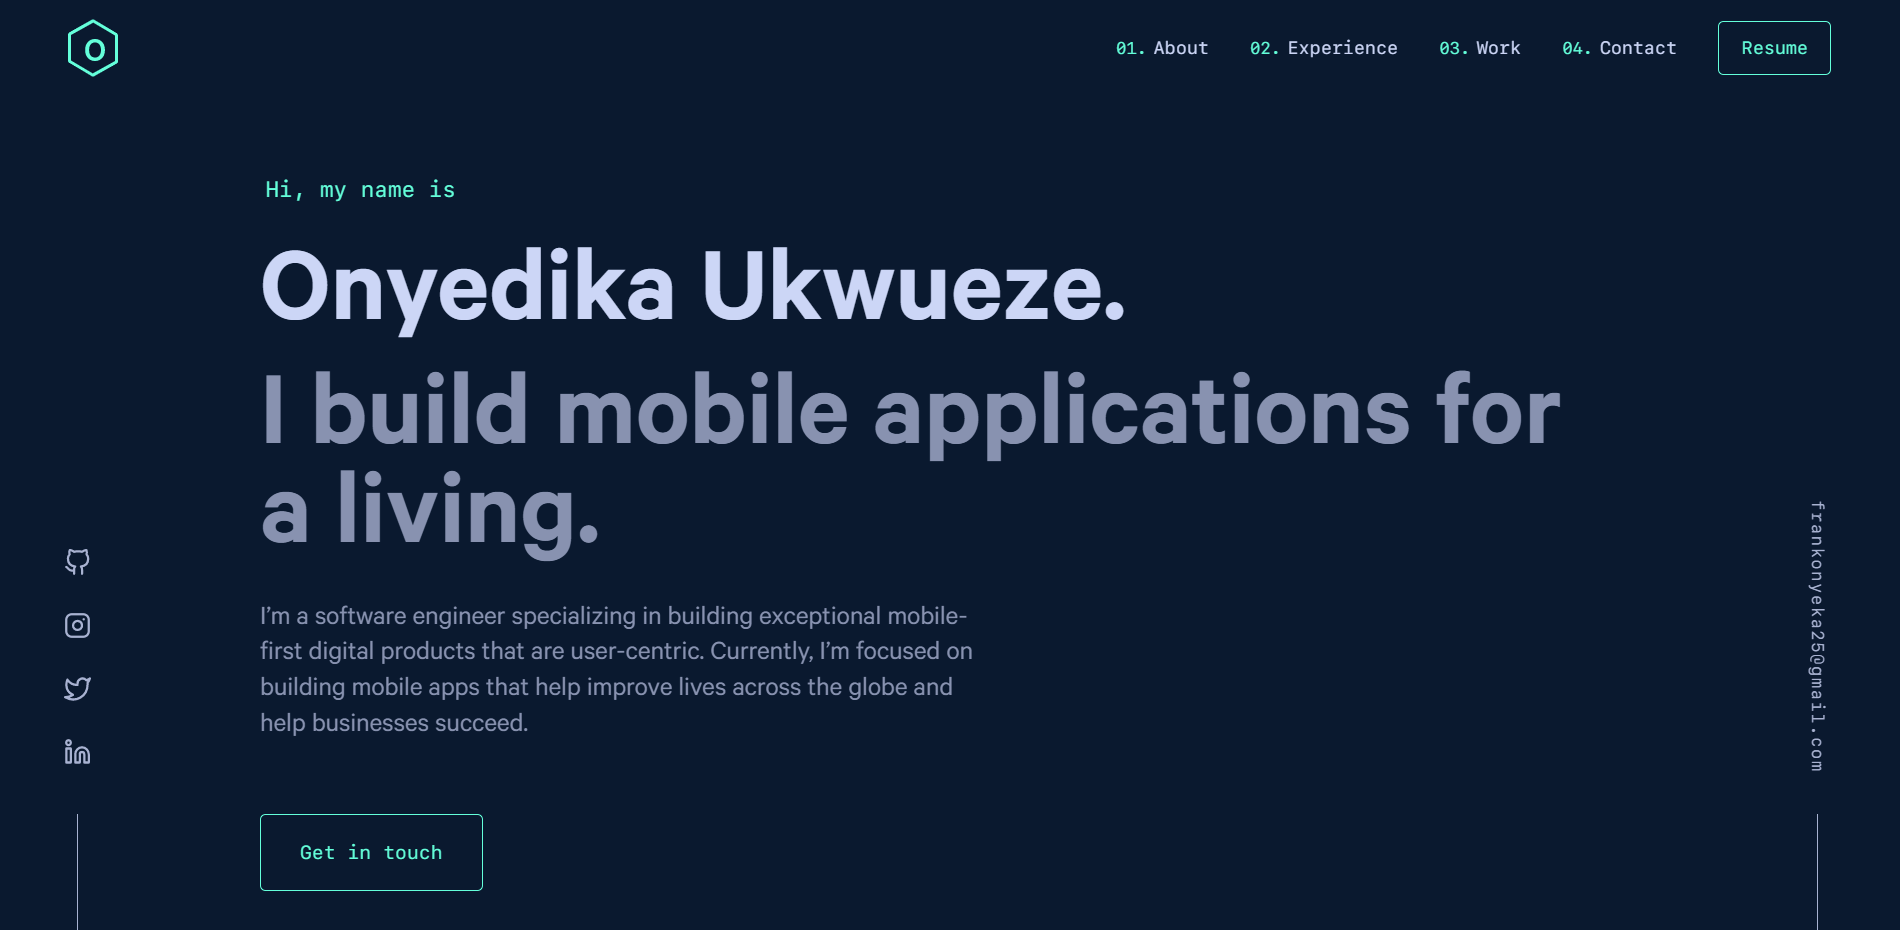 O
01. About 02. Experience 03. Work 04. Contact Resume
Hi, my name is
Onyedika Ukwueze.
I build mobile applications for
a living.
I’m a software engineer specializing in building exceptional mobile-
first digital products that are user-centric. Currently, I’m focused on
building mobile apps that help improve lives across the globe and
help businesses succeed.
Get in touch
frankonyeka25@gmail.com